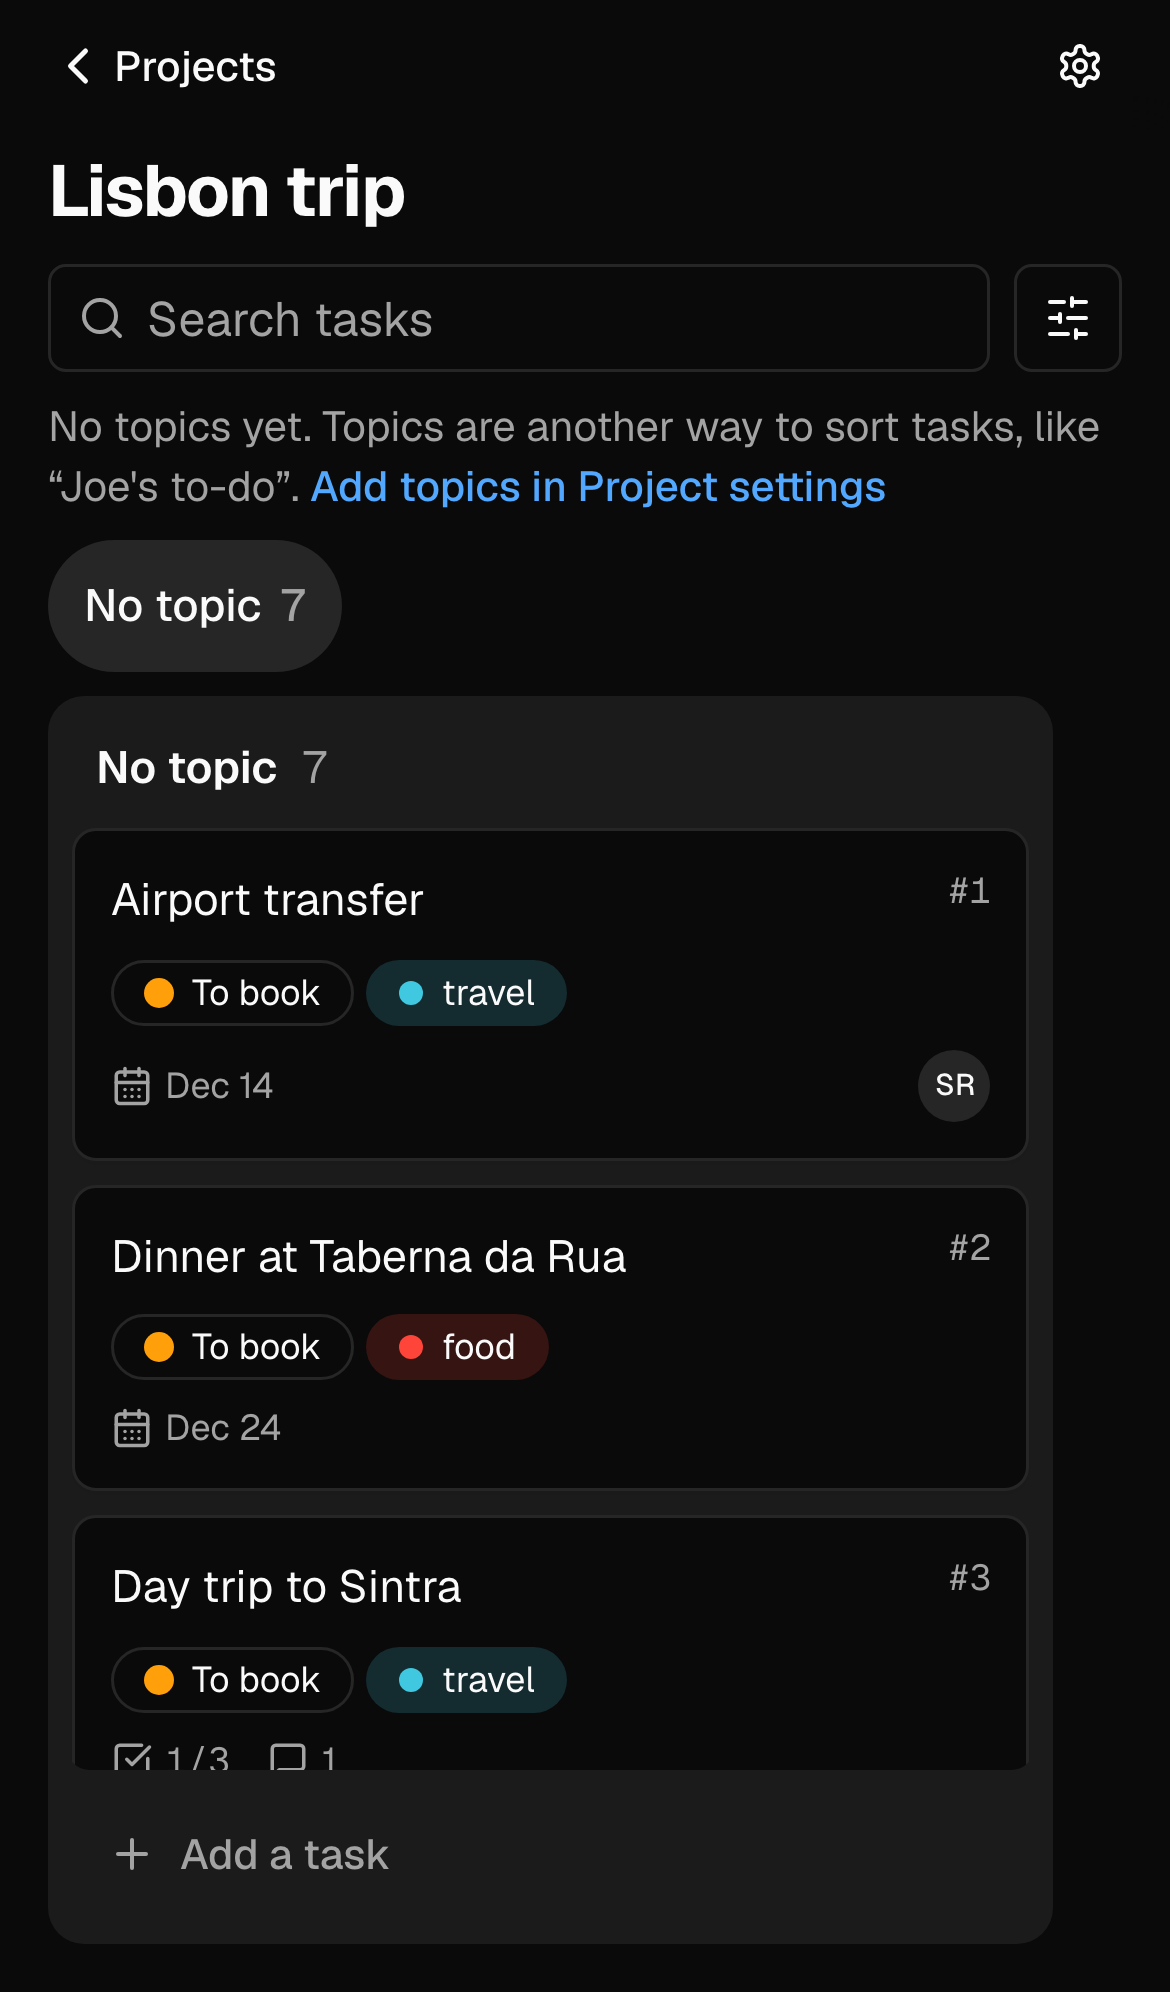 Projects
Lisbon trip
Search tasks
No topics yet. Topics are another way to sort tasks, like
“Joe's to-do”. Add topics in Project settings
No topic 7
No topic 7
Airport transfer #1
To book travel
Dec 14 SR
Dinner at Taberna da Rua #2
To book food
Dec 24
Day trip to Sintra #3
To book travel
1/3 1
Add a task